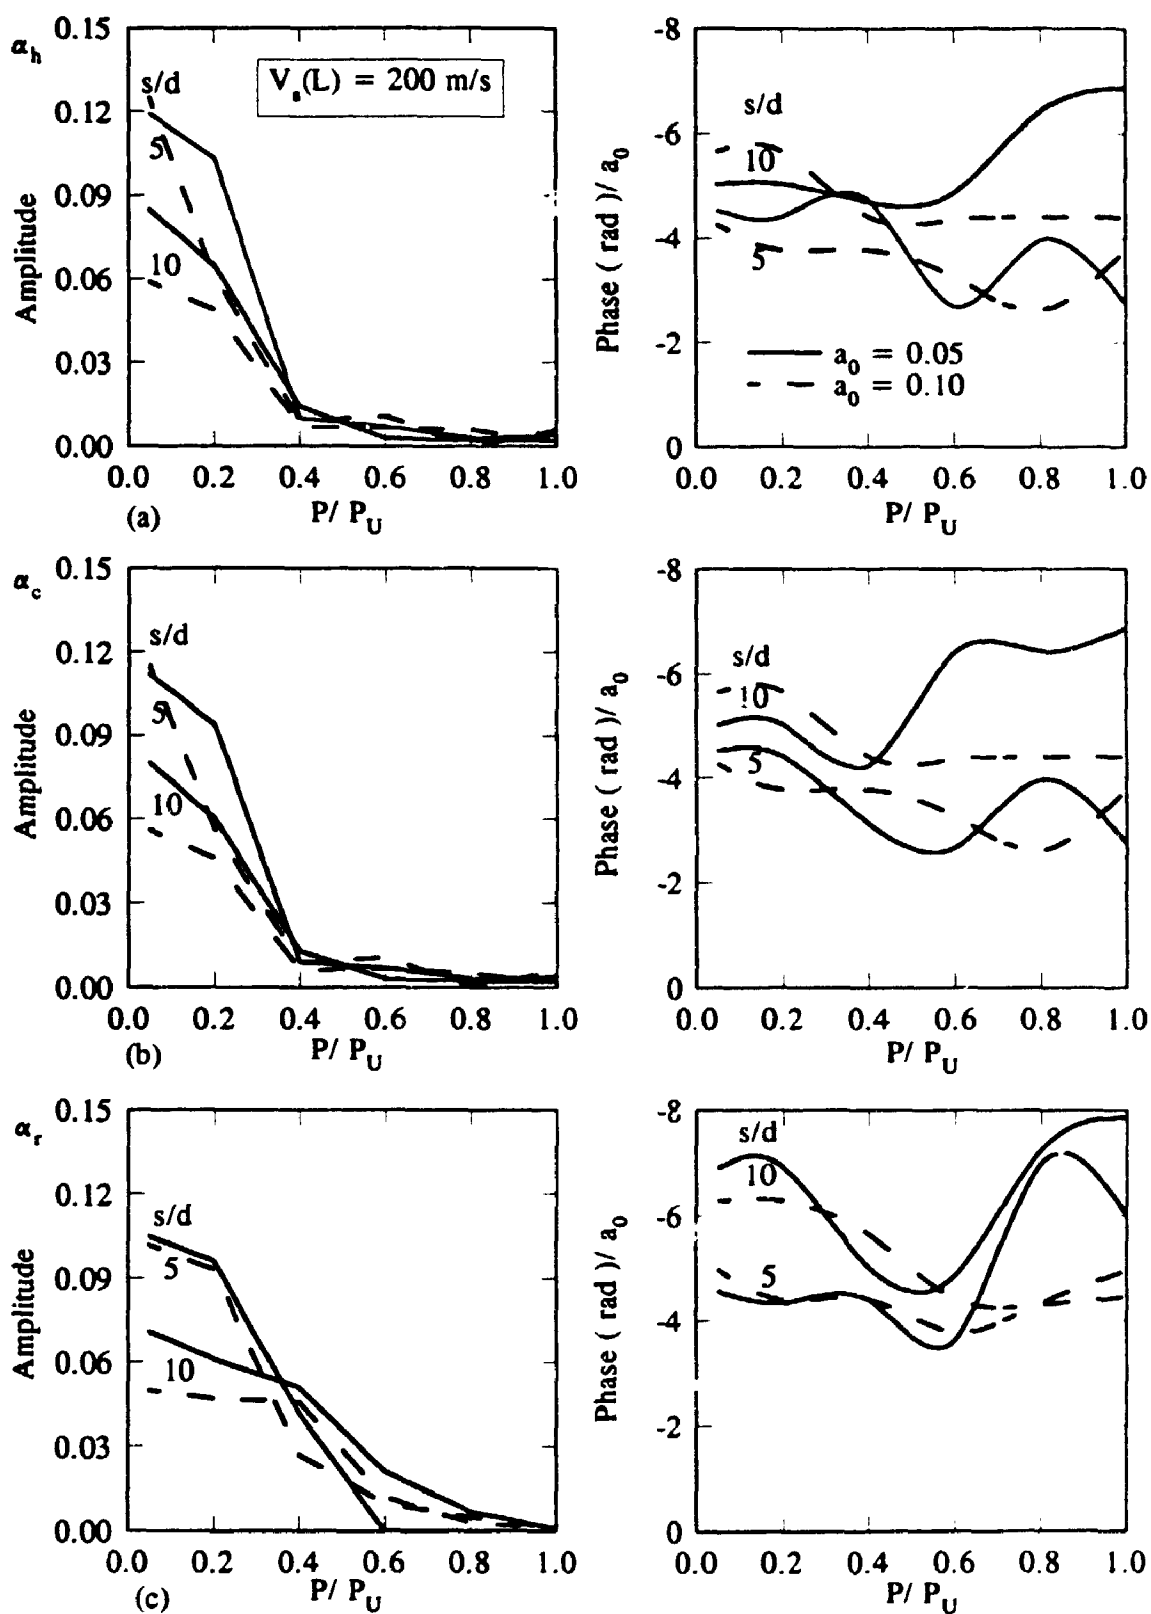 α_h
0.15
0.12
0.09
0.06
0.03
0.00
Amplitude
s/d
5
10
V_s(L) = 200 m/s
0.0 0.2 0.4 0.6 0.8 1.0
P/ P_U
(a)
-8
-6
-4
-2
0
Phase ( rad )/ a_0
s/d
10
5
a_0 = 0.05
a_0 = 0.10
0.0 0.2 0.4 0.6 0.8 1.0
P/ P_U
α_c
0.15
0.12
0.09
0.06
0.03
0.00
Amplitude
s/d
5
10
0.0 0.2 0.4 0.6 0.8 1.0
P/ P_U
(b)
-8
-6
-4
-2
0
Phase ( rad )/ a_0
s/d
10
5
0.0 0.2 0.4 0.6 0.8 1.0
P/ P_U
α_r
0.15
0.12
0.09
0.06
0.03
0.00
Amplitude
s/d
5
10
0.0 0.2 0.4 0.6 0.8 1.0
P/ P_U
(c)
-8
-6
-4
-2
0
Phase ( rad )/ a_0
s/d
10
5
0.0 0.2 0.4 0.6 0.8 1.0
P/ P_U